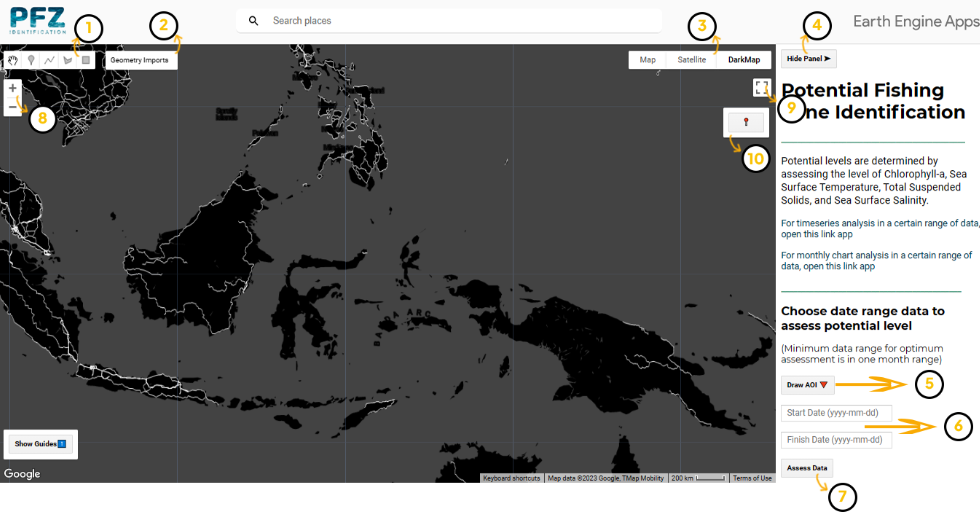 PFZ
IDENTIFICATION
Search places
Earth Engine Apps
1
2
3
4
Geometry Imports
Map
Satellite
DarkMap
Hide Panel ►
+
−
8
9
10
Potential Fishing
ne Identification
Potential levels are determined by
assessing the level of Chlorophyll-a, Sea
Surface Temperature, Total Suspended
Solids, and Sea Surface Salinity.
For timeseries analysis in a certain range of data,
open this link app
For monthly chart analysis in a certain range of
data, open this link app
Choose date range data to
assess potential level
(Minimum data range for optimum
assessment is in one month range)
Draw AOI 🔻
5
Start Date (yyyy-mm-dd)
6
Finish Date (yyyy-mm-dd)
Assess Data
7
Show Guides
Google
Keyboard shortcuts
Map data ©2023 Google, TMap Mobility
200 km
Terms of Use